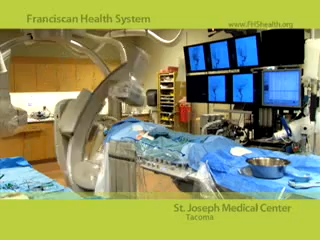 Franciscan Health System
www.FHShealth.org
St. Joseph Medical Center
Tacoma